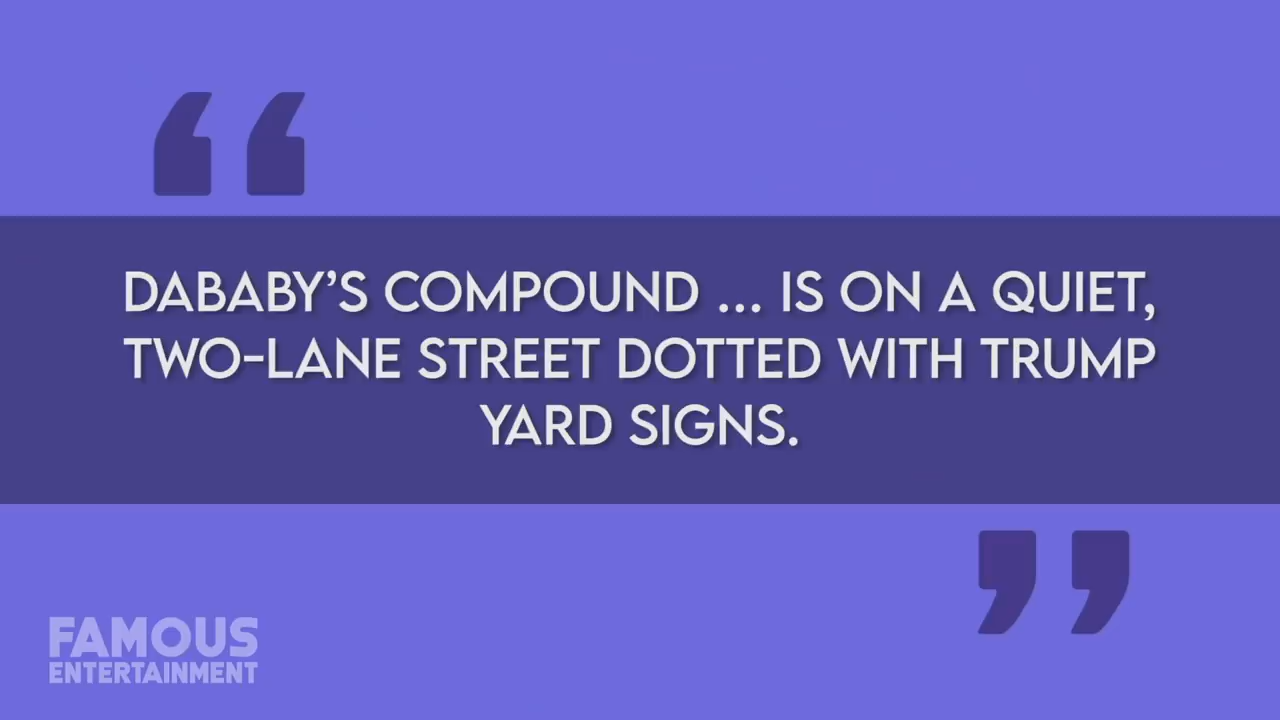 DABABY’S COMPOUND ... IS ON A QUIET,
TWO-LANE STREET DOTTED WITH TRUMP
YARD SIGNS.
FAMOUS
ENTERTAINMENT